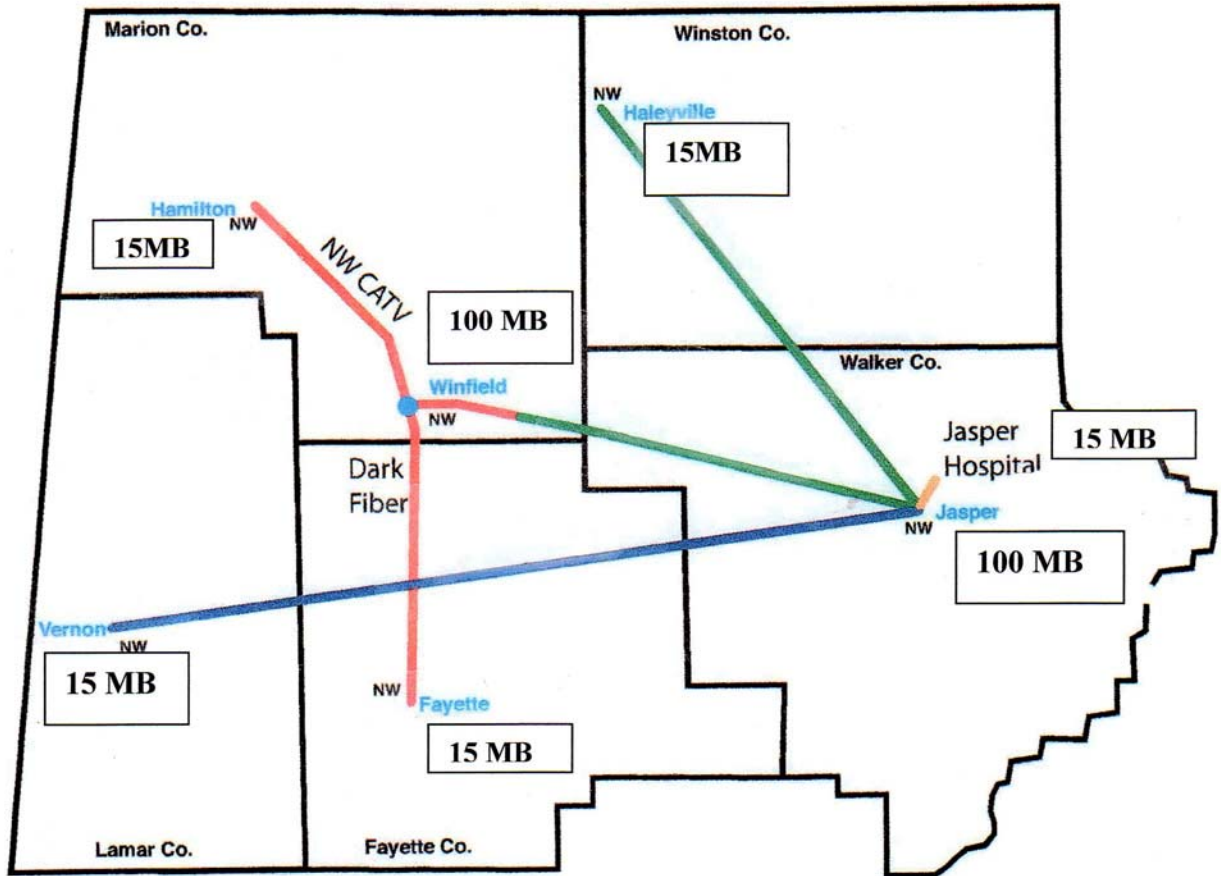 Marion Co.
Winston Co.
NW
Haleyville
15MB
Hamilton
NW
15MB
NW CATV
100 MB
Walker Co.
Winfield
NW
Jasper
Hospital
15 MB
Dark
Fiber
Jasper
NW
100 MB
Vernon
NW
15 MB
NW
Fayette
15 MB
Lamar Co.
Fayette Co.